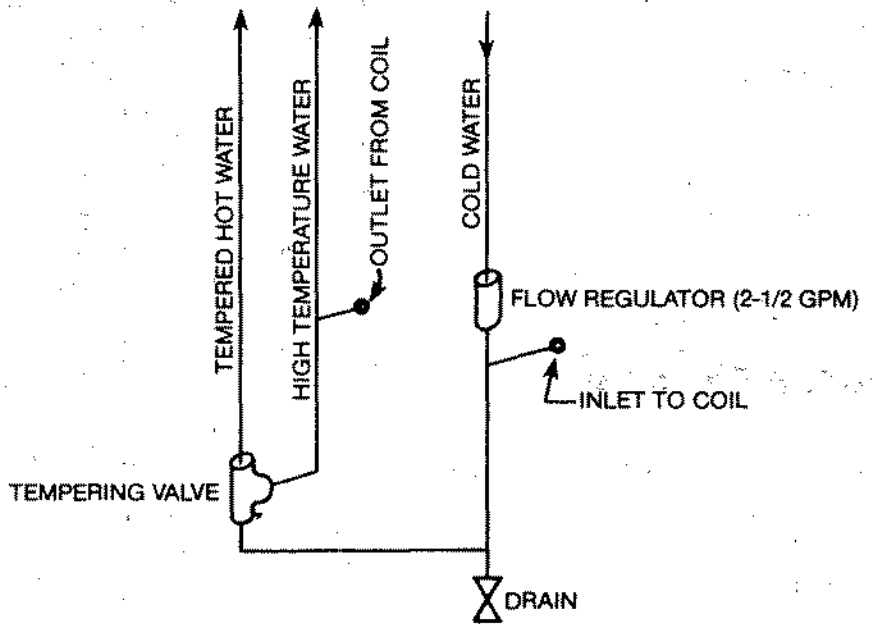 TEMPERED HOT WATER
HIGH TEMPERATURE WATER
OUTLET FROM COIL
COLD WATER
FLOW REGULATOR (2-1/2 GPM)
INLET TO COIL
TEMPERING VALVE
DRAIN